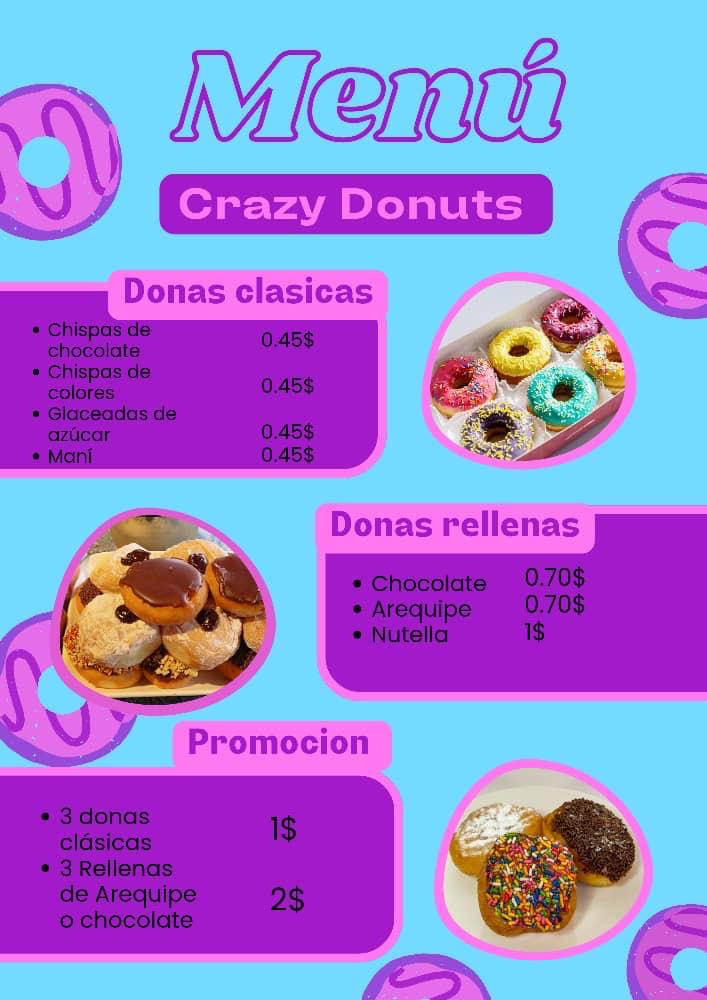 Menú
Crazy Donuts
Donas clasicas
• Chispas de
chocolate 0.45$
• Chispas de
colores 0.45$
• Glaceadas de
azúcar 0.45$
• Maní 0.45$
Donas rellenas
• Chocolate 0.70$
• Arequipe 0.70$
• Nutella 1$
Promocion
• 3 donas
clásicas 1$
• 3 Rellenas
de Arequipe 2$
o chocolate